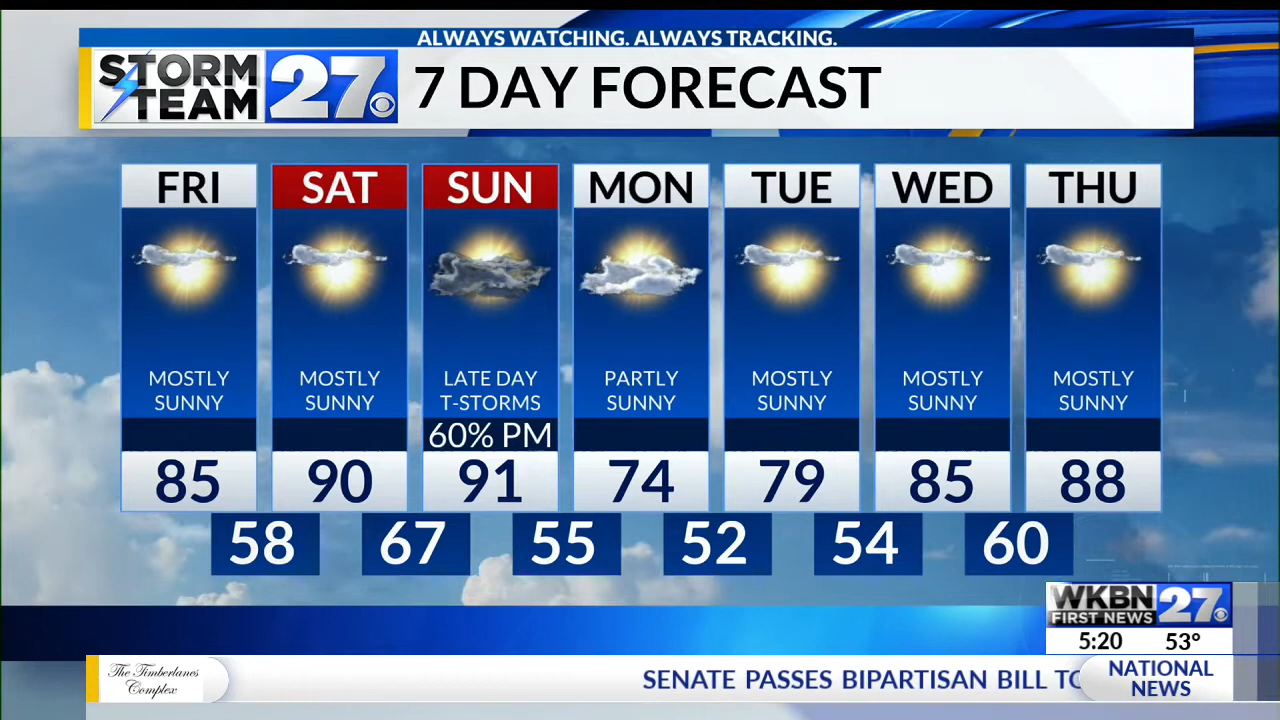 ALWAYS WATCHING. ALWAYS TRACKING.
STORM TEAM 27
7 DAY FORECAST
FRI SAT SUN MON TUE WED THU
MOSTLY SUNNY
MOSTLY SUNNY
LATE DAY T-STORMS
PARTLY SUNNY
MOSTLY SUNNY
MOSTLY SUNNY
MOSTLY SUNNY
60% PM
85 90 91 74 79 85 88
58 67 55 52 54 60
WKBN 27
FIRST NEWS
5:20 53°
The Timberlanes
Complex
SENATE PASSES BIPARTISAN BILL TO
NATIONAL
NEWS